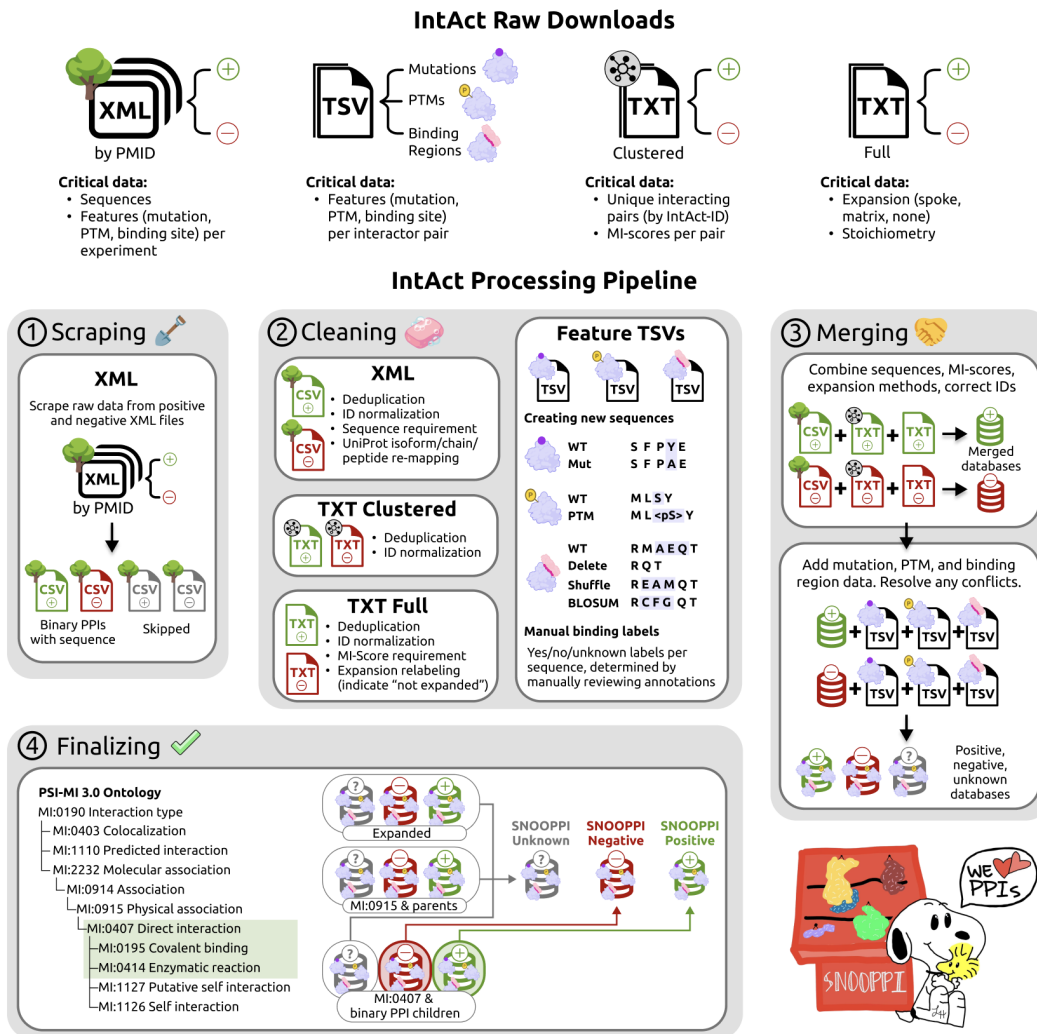 IntAct Raw Downloads
XML
+
−
by PMID
Critical data:
• Sequences
• Features (mutation,
PTM, binding site) per
experiment
TSV
Mutations
P
PTMs
Binding
Regions
Critical data:
• Features (mutation,
PTM, binding site)
per interactor pair
TXT
+
−
Clustered
Critical data:
• Unique interacting
pairs (by IntAct-ID)
• MI-scores per pair
TXT
+
−
Full
Critical data:
• Expansion (spoke,
matrix, none)
• Stoichiometry
IntAct Processing Pipeline
1 Scraping
XML
Scrape raw data from positive
and negative XML files
XML
+
−
by PMID
CSV + CSV − CSV + CSV −
Binary PPIs
with sequence
Skipped
2 Cleaning
XML
CSV +
CSV −
• Deduplication
• ID normalization
• Sequence requirement
• UniProt isoform/chain/
peptide re-mapping
TXT Clustered
TXT + TXT −
• Deduplication
• ID normalization
TXT Full
TXT +
TXT −
• Deduplication
• ID normalization
• MI-Score requirement
• Expansion relabeling
(indicate “not expanded”)
Feature TSVs
TSV P TSV TSV
Creating new sequences
WT S F P Y E
Mut S F P A E
P
WT M L S Y
PTM M L <pS> Y
WT R M A E Q T
Delete R Q T
Shuffle R E A M Q T
BLOSUM R C F G Q T
Manual binding labels
Yes/no/unknown labels per
sequence, determined by
manually reviewing annotations
3 Merging
Combine sequences, MI-scores,
expansion methods, correct IDs
CSV + + TXT + + TXT + +
Merged
databases
CSV − + TXT − + TXT − −
Add mutation, PTM, and binding
region data. Resolve any conflicts.
+ + TSV + P TSV + TSV
− + TSV + P TSV + TSV
+ − ?
Positive,
negative,
unknown
databases
4 Finalizing
PSI-MI 3.0 Ontology
MI:0190 Interaction type
MI:0403 Colocalization
MI:1110 Predicted interaction
MI:2232 Molecular association
MI:0914 Association
MI:0915 Physical association
MI:0407 Direct interaction
MI:0195 Covalent binding
MI:0414 Enzymatic reaction
MI:1127 Putative self interaction
MI:1126 Self interaction
? − +
Expanded
? − +
MI:0915 & parents
? − +
MI:0407 &
binary PPI children
SNOOPPI
Unknown
?
SNOOPPI
Negative
−
SNOOPPI
Positive
+
WE
PPIs
SNOOPPI